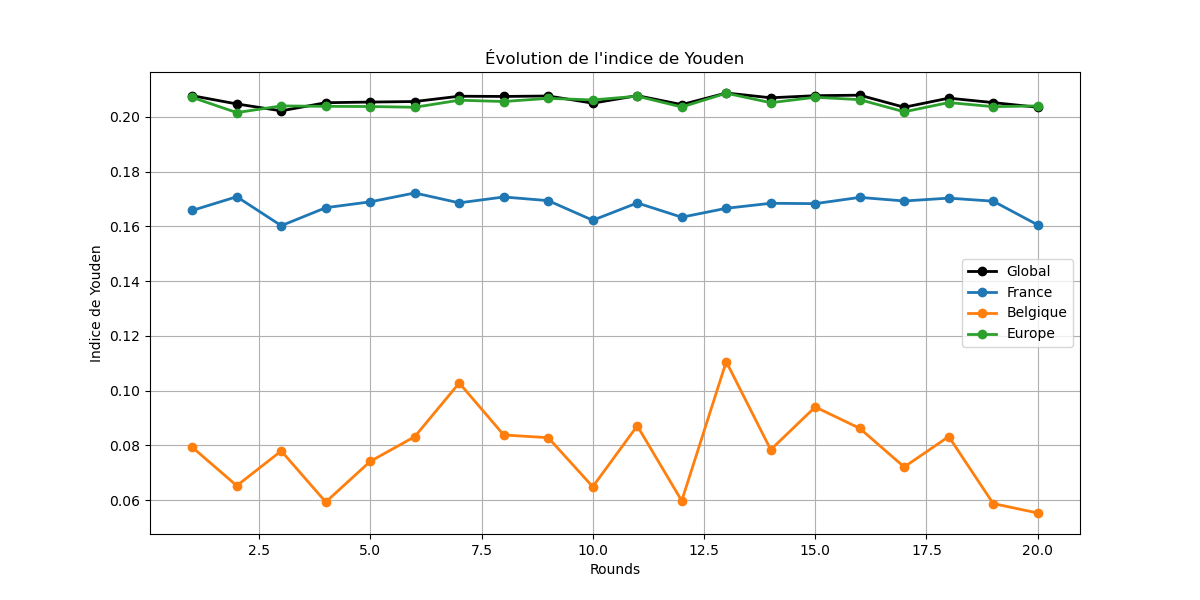 Évolution de l'indice de Youden
Indice de Youden
0.20
0.18
0.16
0.14
0.12
0.10
0.08
0.06
Global
France
Belgique
Europe
2.5 5.0 7.5 10.0 12.5 15.0 17.5 20.0
Rounds